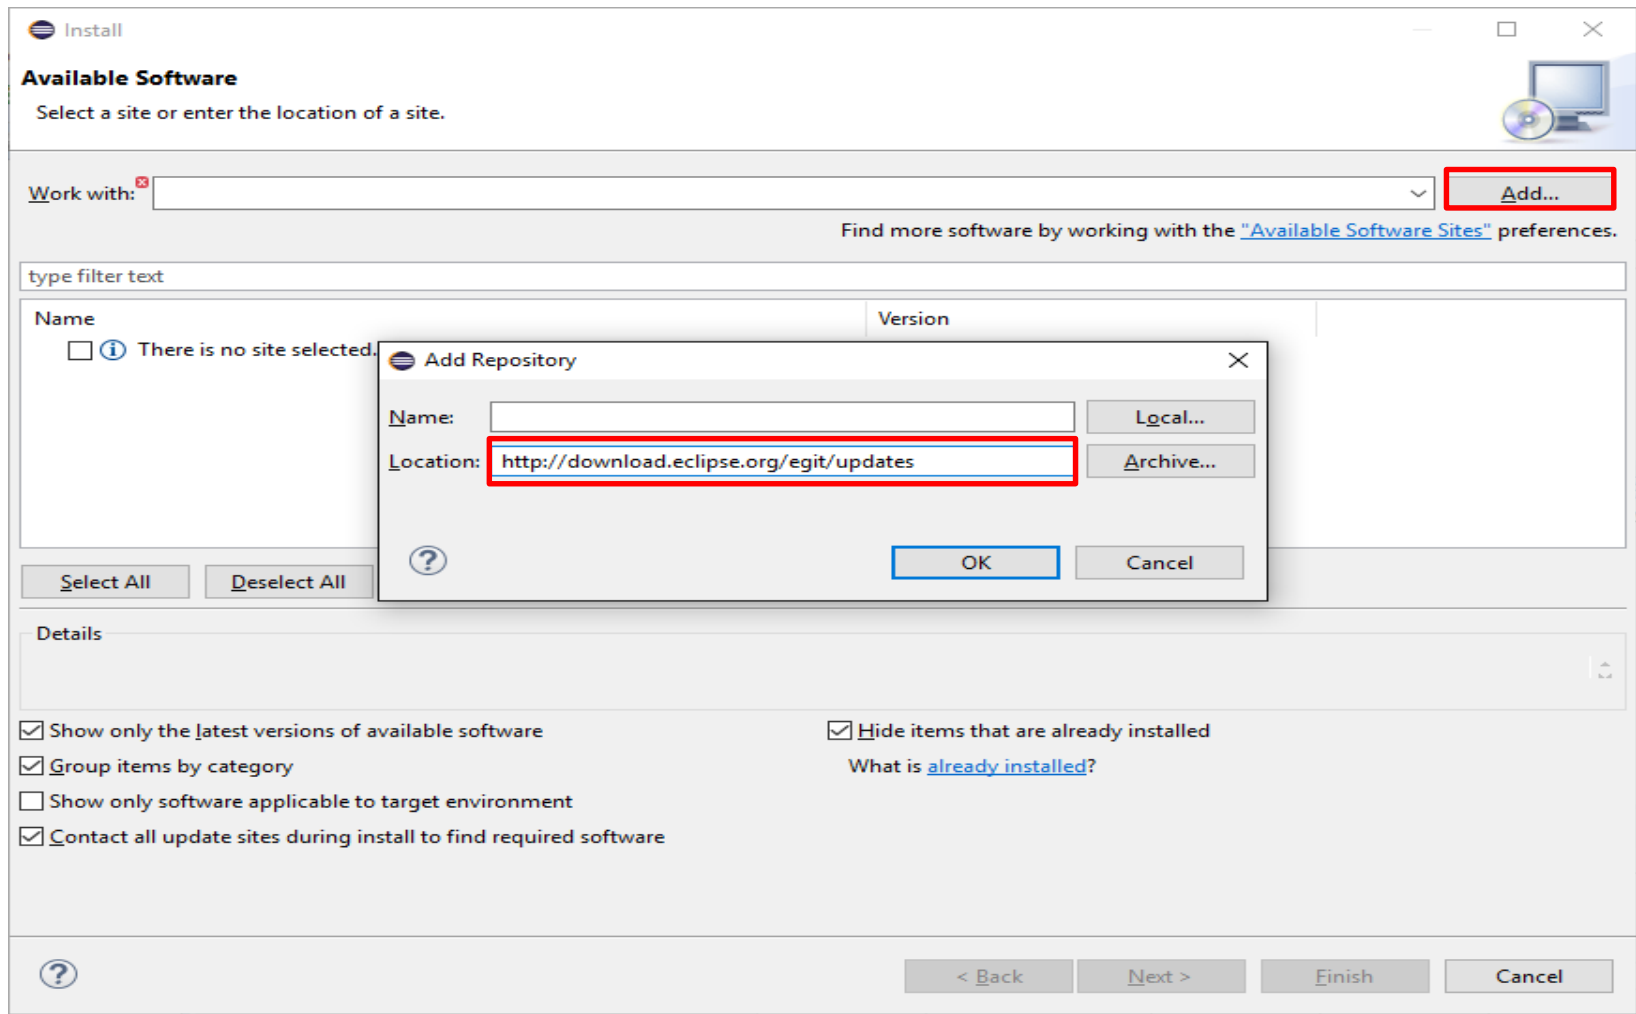 Install
Available Software
Select a site or enter the location of a site.
Work with:
Add...
Find more software by working with the "Available Software Sites" preferences.
type filter text
Name Version
There is no site selected.
Add Repository
Name: Local...
Location: http://download.eclipse.org/egit/updates Archive...
? OK Cancel
Select All Deselect All
Details
Show only the latest versions of available software
Hide items that are already installed
Group items by category
What is already installed?
Show only software applicable to target environment
Contact all update sites during install to find required software
? < Back Next > Finish Cancel